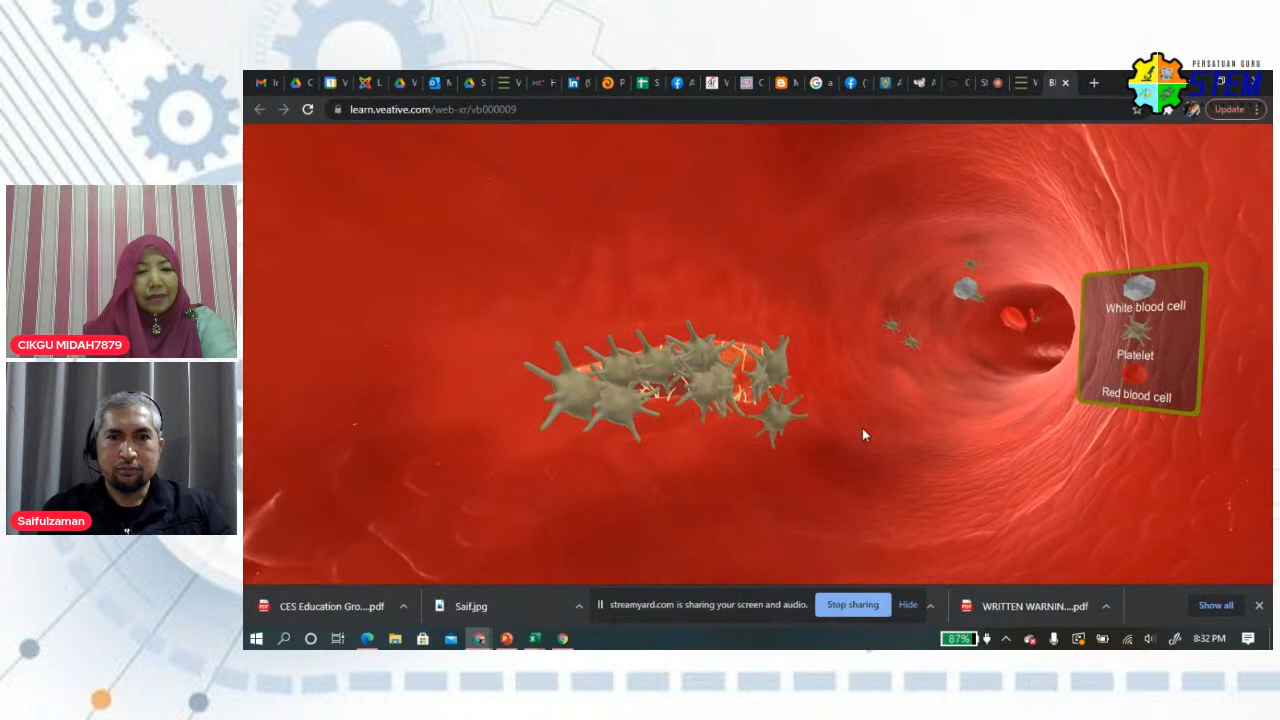 PERSATUAN GURU
STEM
learn.veative.com/web-xr/vb000009
Update
CIKGU MIDAH7879
Saifulzaman
White blood cell
Platelet
Red blood cell
CES Education Gro....pdf
Saif.jpg
streamyard.com is sharing your screen and audio.
Stop sharing
Hide
WRITTEN WARNIN....pdf
Show all
87%
8:32 PM